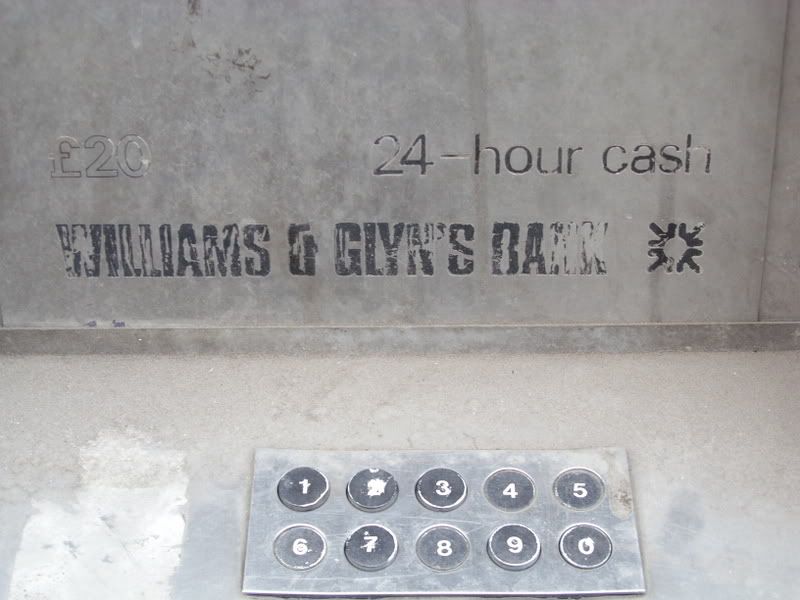 £20 24-hour cash
WILLIAMS & GLYN'S BANK
1 2 3 4 5
6 7 8 9 0